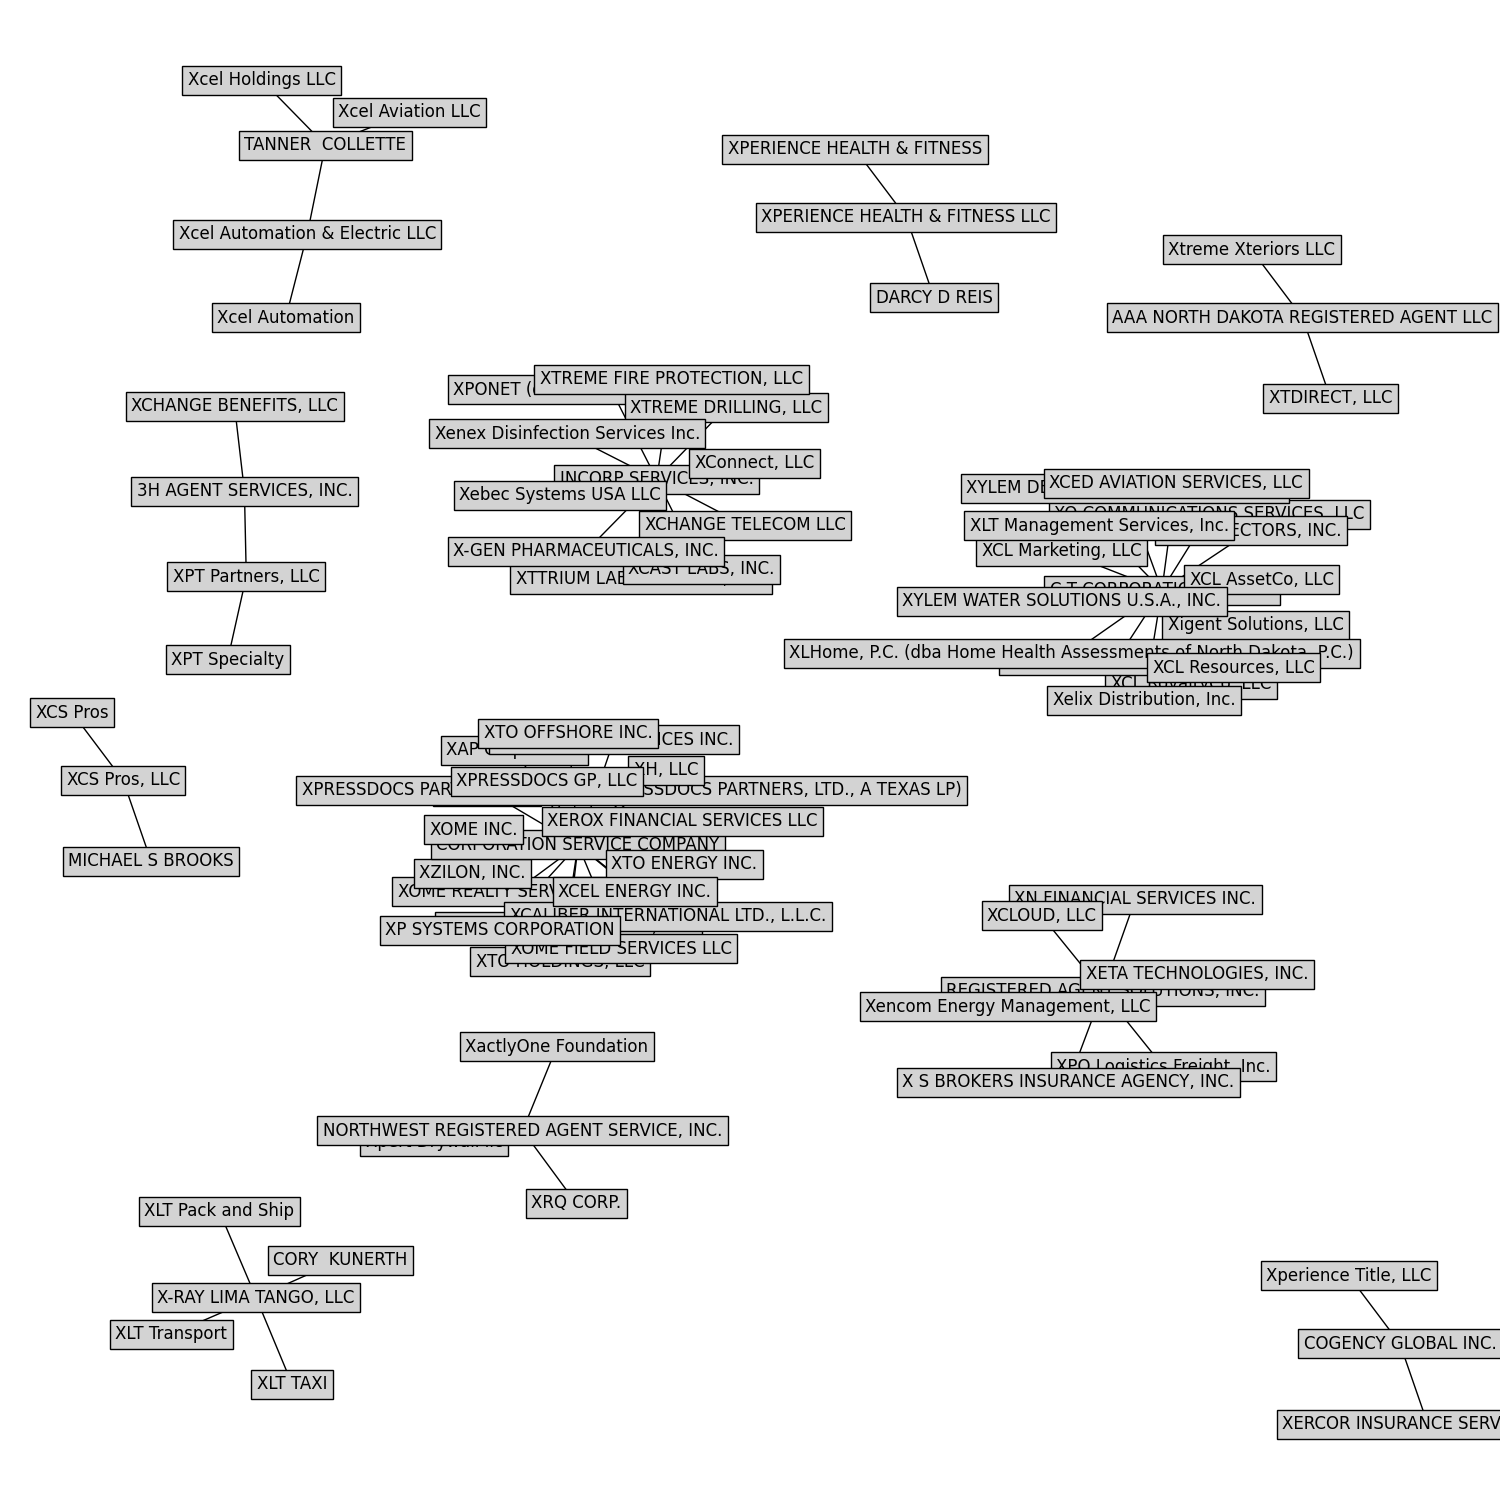 Xcel Holdings LLC
Xcel Aviation LLC
TANNER  COLLETTE
Xcel Automation & Electric LLC
Xcel Automation
XPERIENCE HEALTH & FITNESS
XPERIENCE HEALTH & FITNESS LLC
DARCY D REIS
Xtreme Xteriors LLC
AAA NORTH DAKOTA REGISTERED AGENT LLC
XTDIRECT, LLC
XCHANGE BENEFITS, LLC
3H AGENT SERVICES, INC.
XPT Partners, LLC
XPT Specialty
XPONET
XTREME FIRE PROTECTION, LLC
XTREME DRILLING, LLC
Xenex Disinfection Services Inc.
XConnect, LLC
INCORP SERVICES, INC.
Xebec Systems USA LLC
XCHANGE TELECOM LLC
X-GEN PHARMACEUTICALS, INC.
XCAST LABS, INC.
XTTRIUM
XYLEM
XCED AVIATION SERVICES, LLC
XO COMMUNICATIONS SERVICES, LLC
XLT Management Services, Inc.
INC.
XCL Marketing, LLC
XCL AssetCo, LLC
C T
XYLEM WATER SOLUTIONS U.S.A., INC.
Xigent Solutions, LLC
XLHome, P.C. (dba Home Health Assessments of North Dakota, P.C.)
XCL Resources, LLC
XCL LLC
Xelix Distribution, Inc.
XCS Pros
XCS Pros, LLC
MICHAEL S BROOKS
XTO OFFSHORE INC.
INC.
XAP
XH, LLC
XPRESSDOCS GP, LLC
XPRESSDOCS PARTNERS, LTD., A TEXAS LP)
XEROX FINANCIAL SERVICES LLC
XOME INC.
CORPORATION SERVICE COMPANY
XTO ENERGY INC.
XZILON, INC.
XOME REALTY
XCEL ENERGY INC.
XCALIBER INTERNATIONAL LTD., L.L.C.
XP SYSTEMS CORPORATION
XOME FIELD SERVICES LLC
XTO HOLDINGS, LLC
XN FINANCIAL SERVICES INC.
XCLOUD, LLC
XETA TECHNOLOGIES, INC.
REGISTERED AGENT SOLUTIONS, INC.
Xencom Energy Management, LLC
XPO Logistics Freight, Inc.
X S BROKERS INSURANCE AGENCY, INC.
XactlyOne Foundation
NORTHWEST REGISTERED AGENT SERVICE, INC.
XRQ CORP.
XLT Pack and Ship
CORY  KUNERTH
X-RAY LIMA TANGO, LLC
XLT Transport
XLT TAXI
Xperience Title, LLC
COGENCY GLOBAL INC.
XERCOR INSURANCE SERV